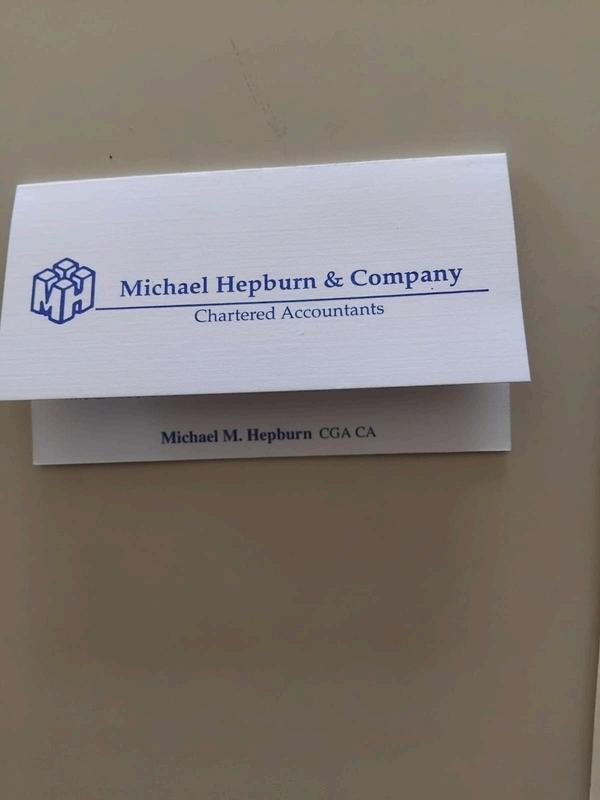 MH
Michael Hepburn & Company
Chartered Accountants
Michael M. Hepburn CGA CA